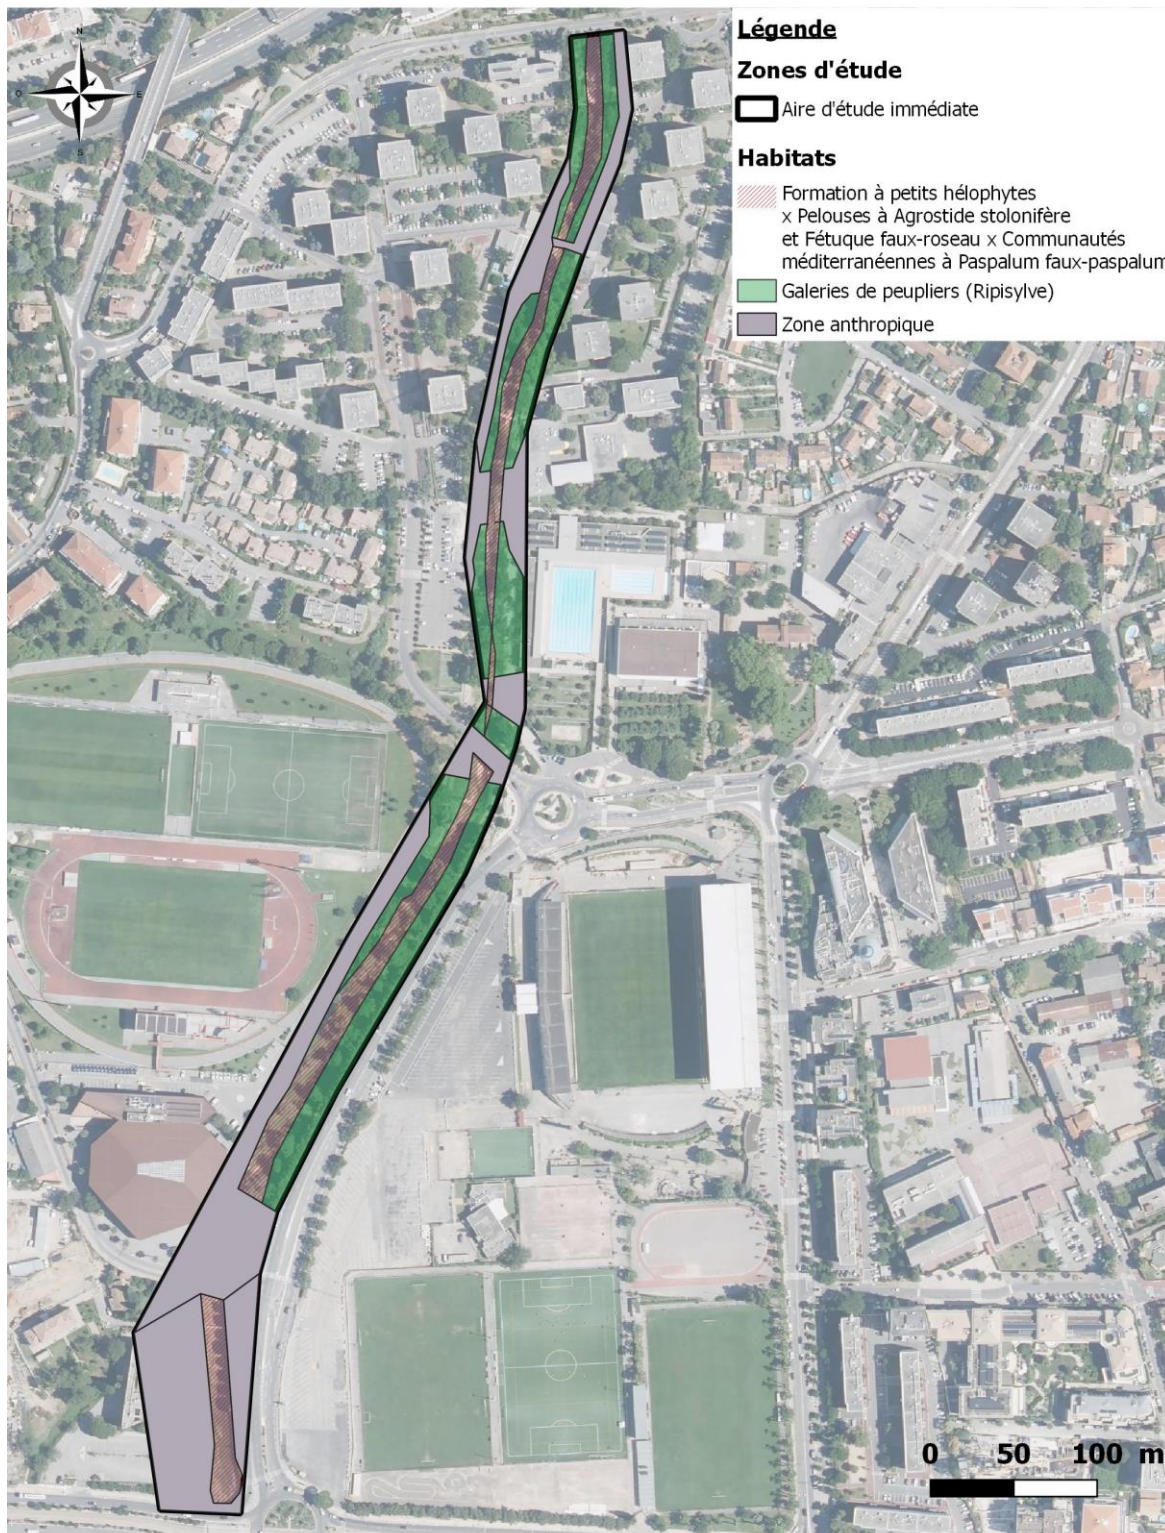 N
O
E
S
Légende
Zones d'étude
Aire d'étude immédiate
Habitats
Formation à petits hélophytes
x Pelouses à Agrostide stolonifère
et Fétuque faux-roseau x Communautés
méditerranéennes à Paspalum faux-paspalum
Galeries de peupliers (Ripisylve)
Zone anthropique
0 50 100 m